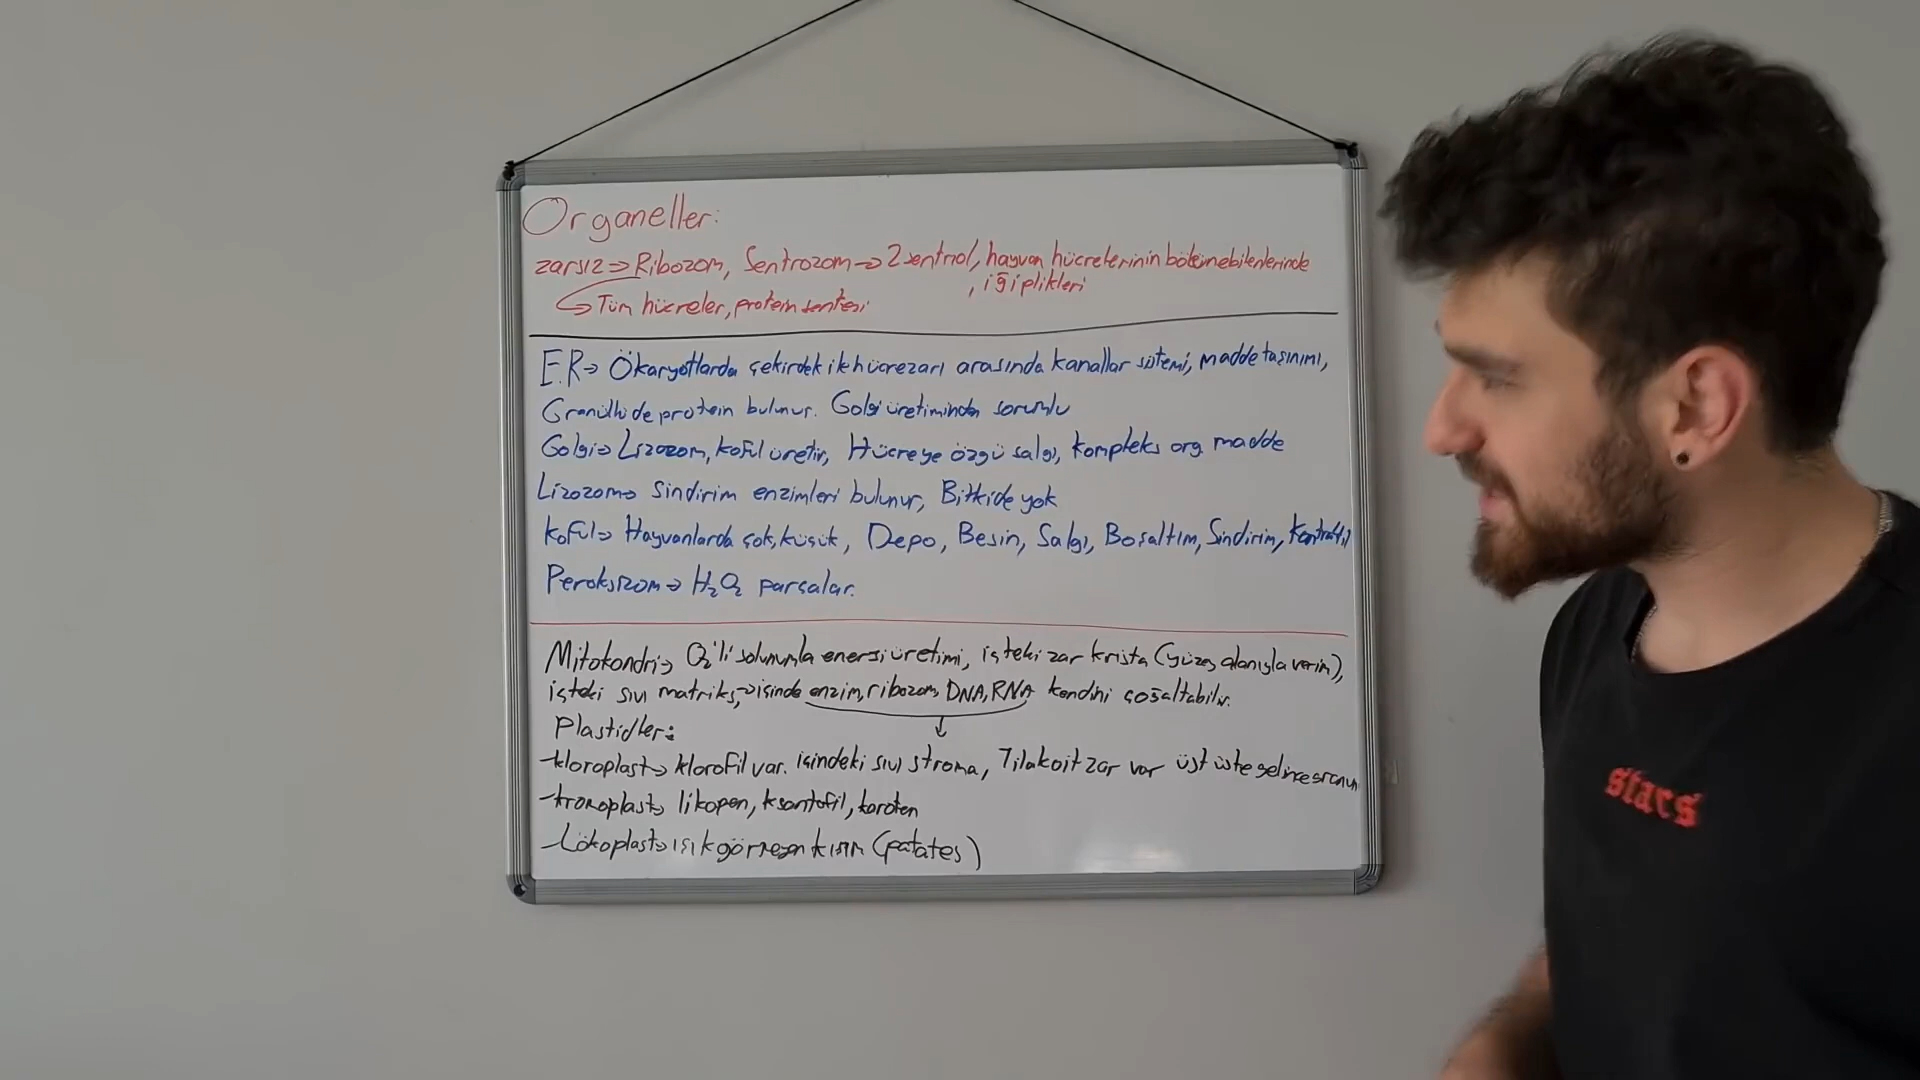 Organeller:
zarsız → Ribozom, Sentrozom → 2 sentriol, hayvan hücrelerinin bölünebilenlerinde
, iğ iplikleri
→ Tüm hücreler, protein sentezi
E.R → Ökaryotlarda çekirdek ile hücre zarı arasında kanallar sistemi, madde taşınımı,
Granüllü de protein bulunur. Golgi üretiminden sorumlu
Golgi → Lizozom, koful üretir, Hücreye özgü salgı, kompleks org. madde
Lizozom → Sindirim enzimleri bulunur, Bitkide yok
Koful → Hayvanlarda çok, küçük, Depo, Besin, Salgı, Boşaltım, Sindirim, Kontraktil
Peroksizom → H₂O₂ parçalar.
Mitokondri → O₂'li solunumla enerji üretimi, içteki zar krista (yüzey alanıyla verim),
içteki sıvı matriks, → içinde enzim, ribozom, DNA, RNA kendini çoğaltabilir.
Plastidler:
-kloroplast → klorofil var. içindeki sıvı stroma, Tilakoit zar var üst üste gelince granum
-kromoplast → likopen, ksantofil, karoten
-Lökoplast → ışık görmeyen kısım (patates)
stars